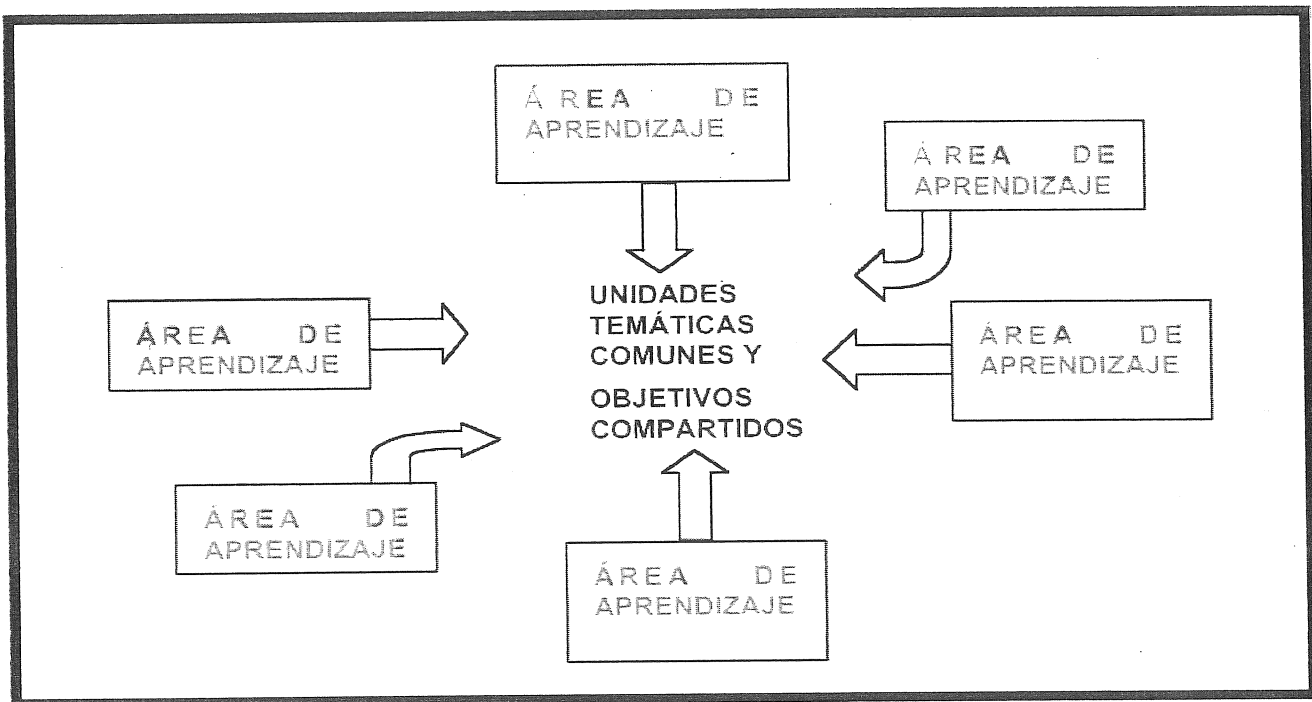 ÁREA DE
APRENDIZAJE
ÁREA DE
APRENDIZAJE
UNIDADES
TEMÁTICAS
COMUNES Y
OBJETIVOS
COMPARTIDOS
ÁREA DE
APRENDIZAJE
ÁREA DE
APRENDIZAJE
ÁREA DE
APRENDIZAJE
ÁREA DE
APRENDIZAJE